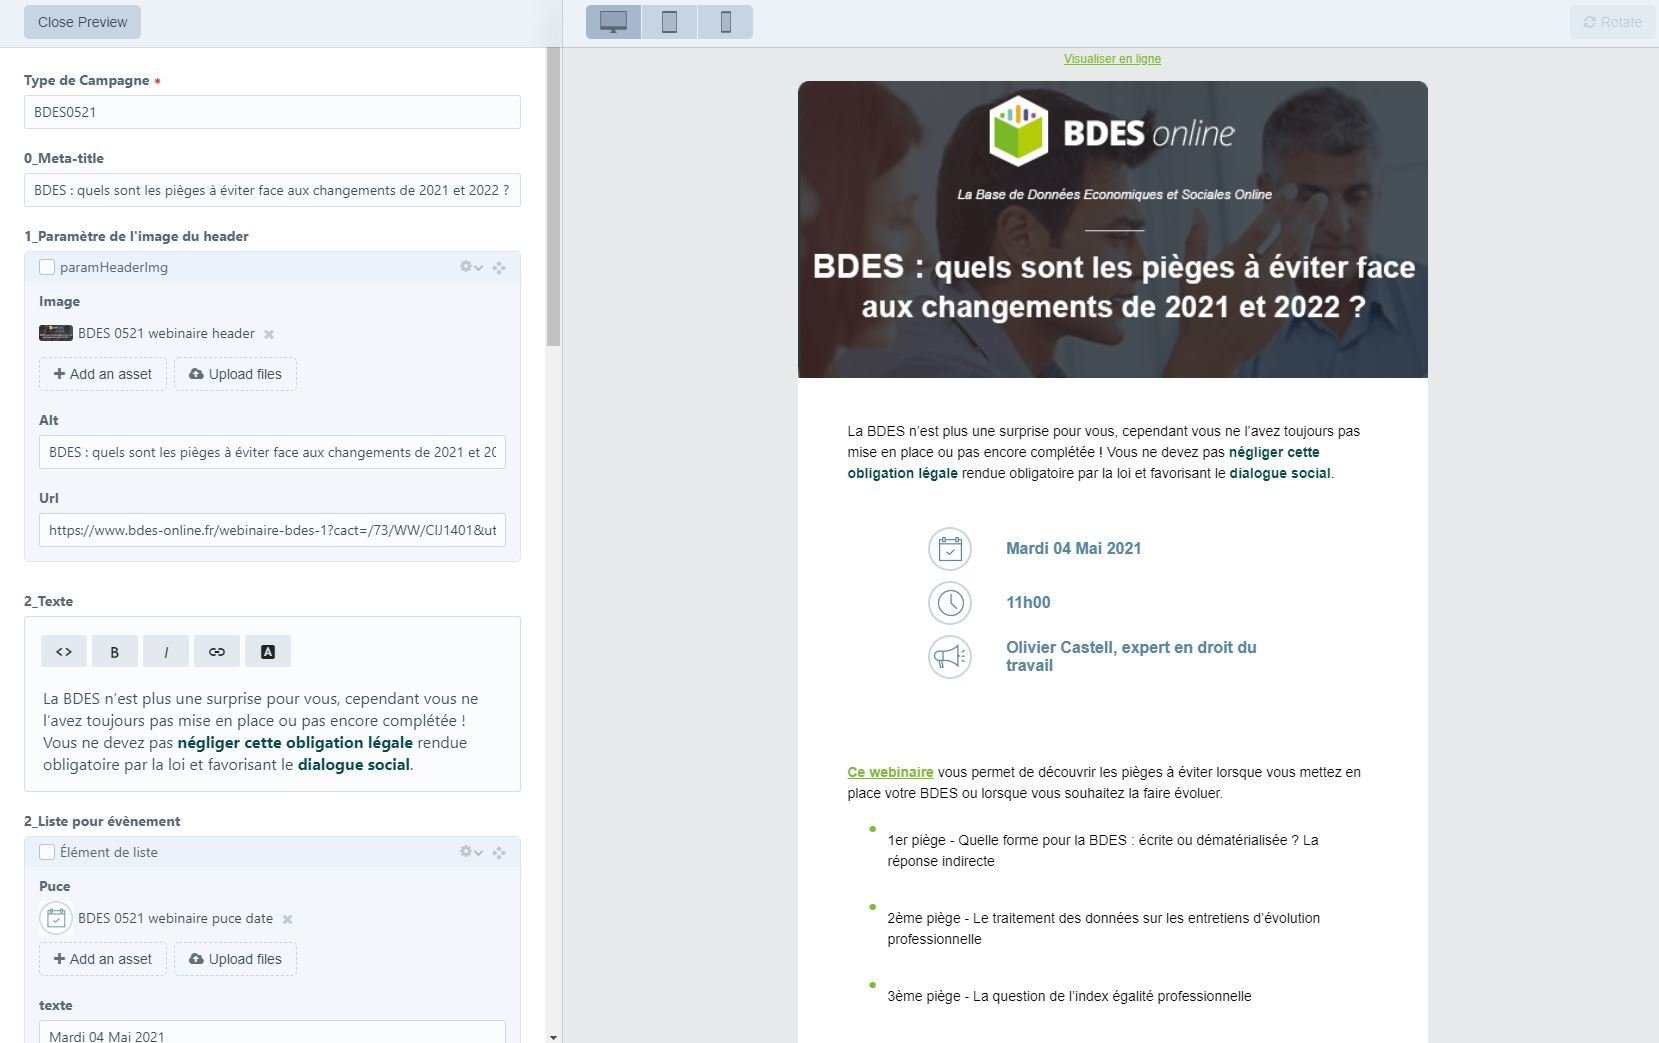 Close Preview
Rotate
Type de Campagne *
BDES0521
0_Meta-title
BDES : quels sont les pièges à éviter face aux changements de 2021 et 2022 ?
1_Paramètre de l'image du header
paramHeaderImg
Image
BDES 0521 webinaire header
Add an asset
Upload files
Alt
BDES : quels sont les pièges à éviter face aux changements de 2021 et 20
Url
https://www.bdes-online.fr/webinaire-bdes-1?cact=/73/WW/CIJ1401&ut
2_Texte
<> B I A
La BDES n’est plus une surprise pour vous, cependant vous ne
l’avez toujours pas mise en place ou pas encore complétée !
Vous ne devez pas négliger cette obligation légale rendue
obligatoire par la loi et favorisant le dialogue social.
2_Liste pour évènement
Élément de liste
Puce
BDES 0521 webinaire puce date
Add an asset
Upload files
texte
Mardi 04 Mai 2021
Visualiser en ligne
BDES online
La Base de Données Economiques et Sociales Online
BDES : quels sont les pièges à éviter face
aux changements de 2021 et 2022 ?
La BDES n’est plus une surprise pour vous, cependant vous ne l’avez toujours pas
mise en place ou pas encore complétée ! Vous ne devez pas négliger cette
obligation légale rendue obligatoire par la loi et favorisant le dialogue social.
Mardi 04 Mai 2021
11h00
Olivier Castell, expert en droit du
travail
Ce webinaire vous permet de découvrir les pièges à éviter lorsque vous mettez en
place votre BDES ou lorsque vous souhaitez la faire évoluer.
1er piège - Quelle forme pour la BDES : écrite ou dématérialisée ? La
réponse indirecte
2ème piège - Le traitement des données sur les entretiens d’évolution
professionnelle
3ème piège - La question de l’index égalité professionnelle